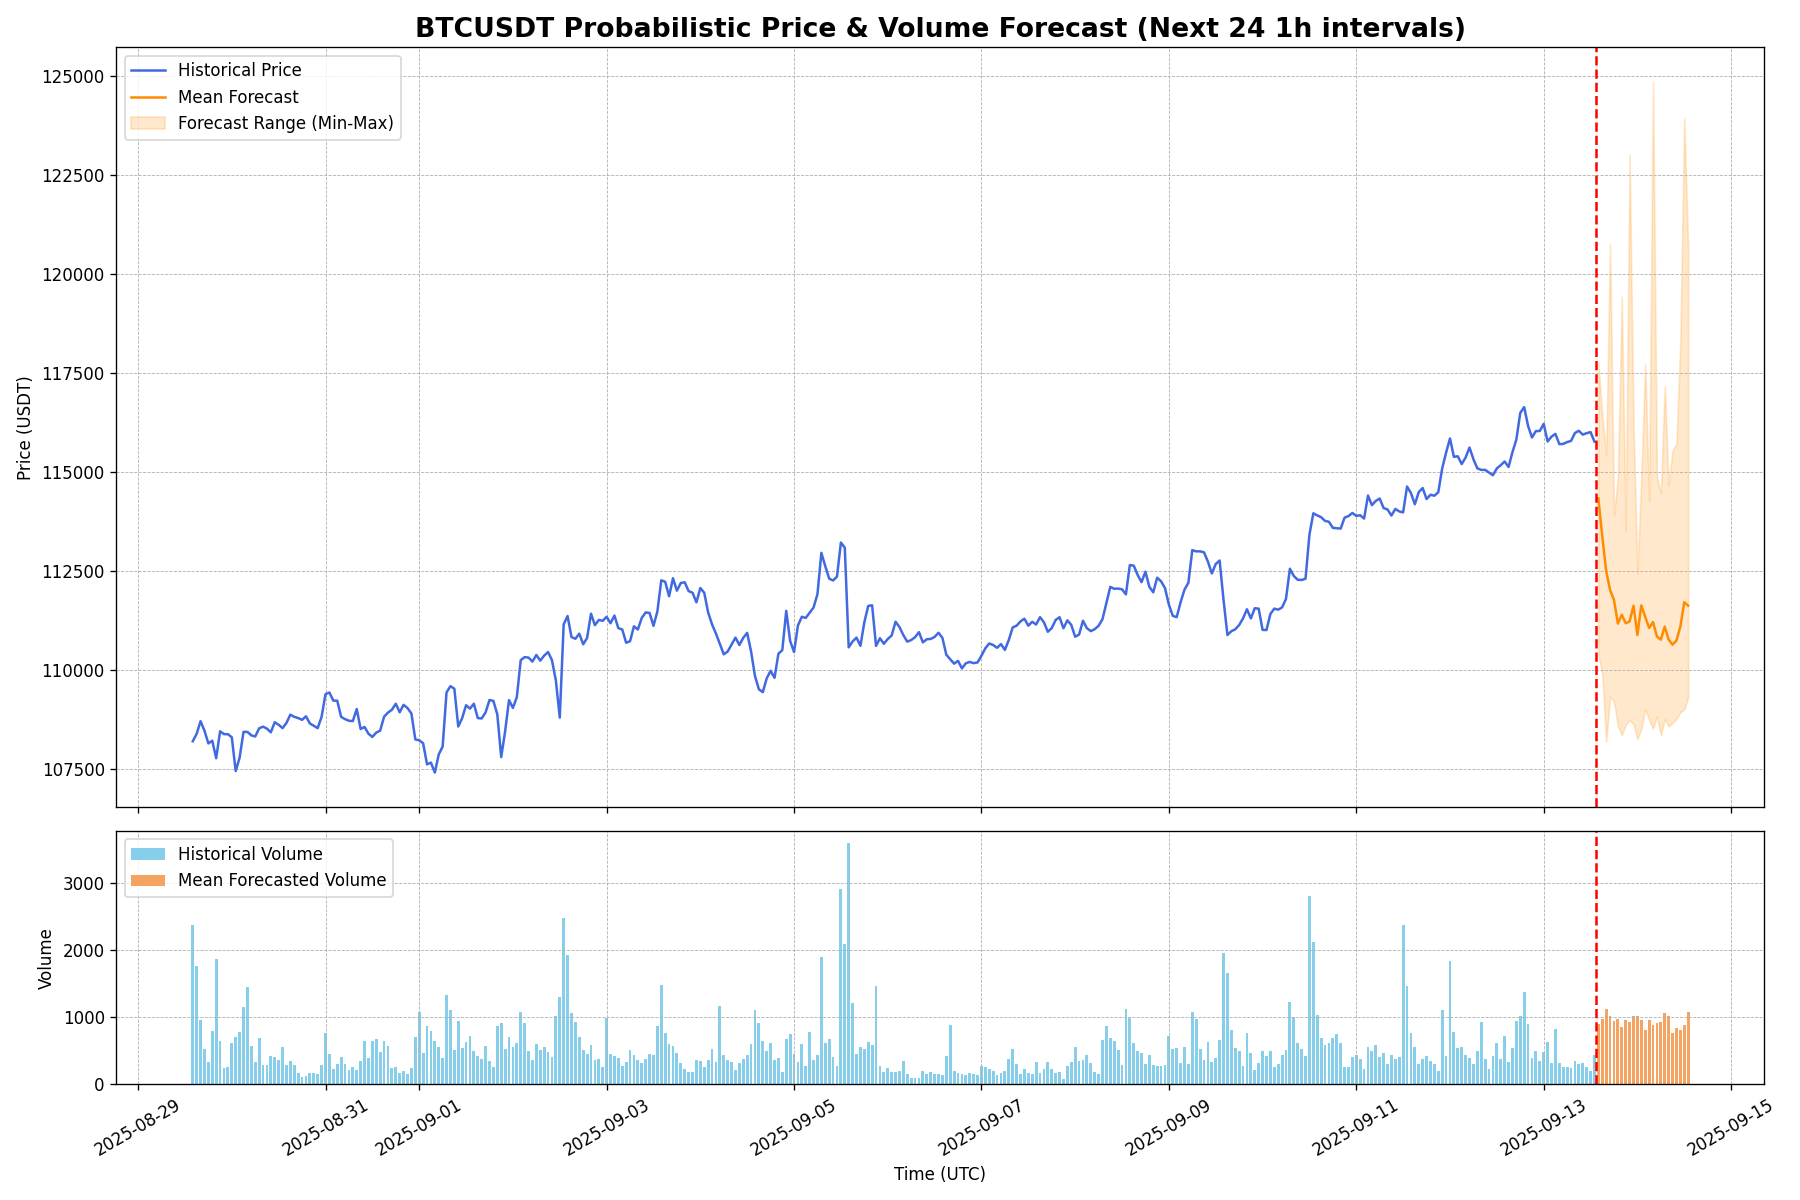 BTCUSDT Probabilistic Price & Volume Forecast (Next 24 1h intervals)
Historical Price
Mean Forecast
Forecast Range (Min-Max)
Price (USDT)
125000
122500
120000
117500
115000
112500
110000
107500
Historical Volume
Mean Forecasted Volume
Volume
3000
2000
1000
0
2025-08-29
2025-08-31
2025-09-01
2025-09-03
2025-09-05
2025-09-07
2025-09-09
2025-09-11
2025-09-13
2025-09-15
Time (UTC)